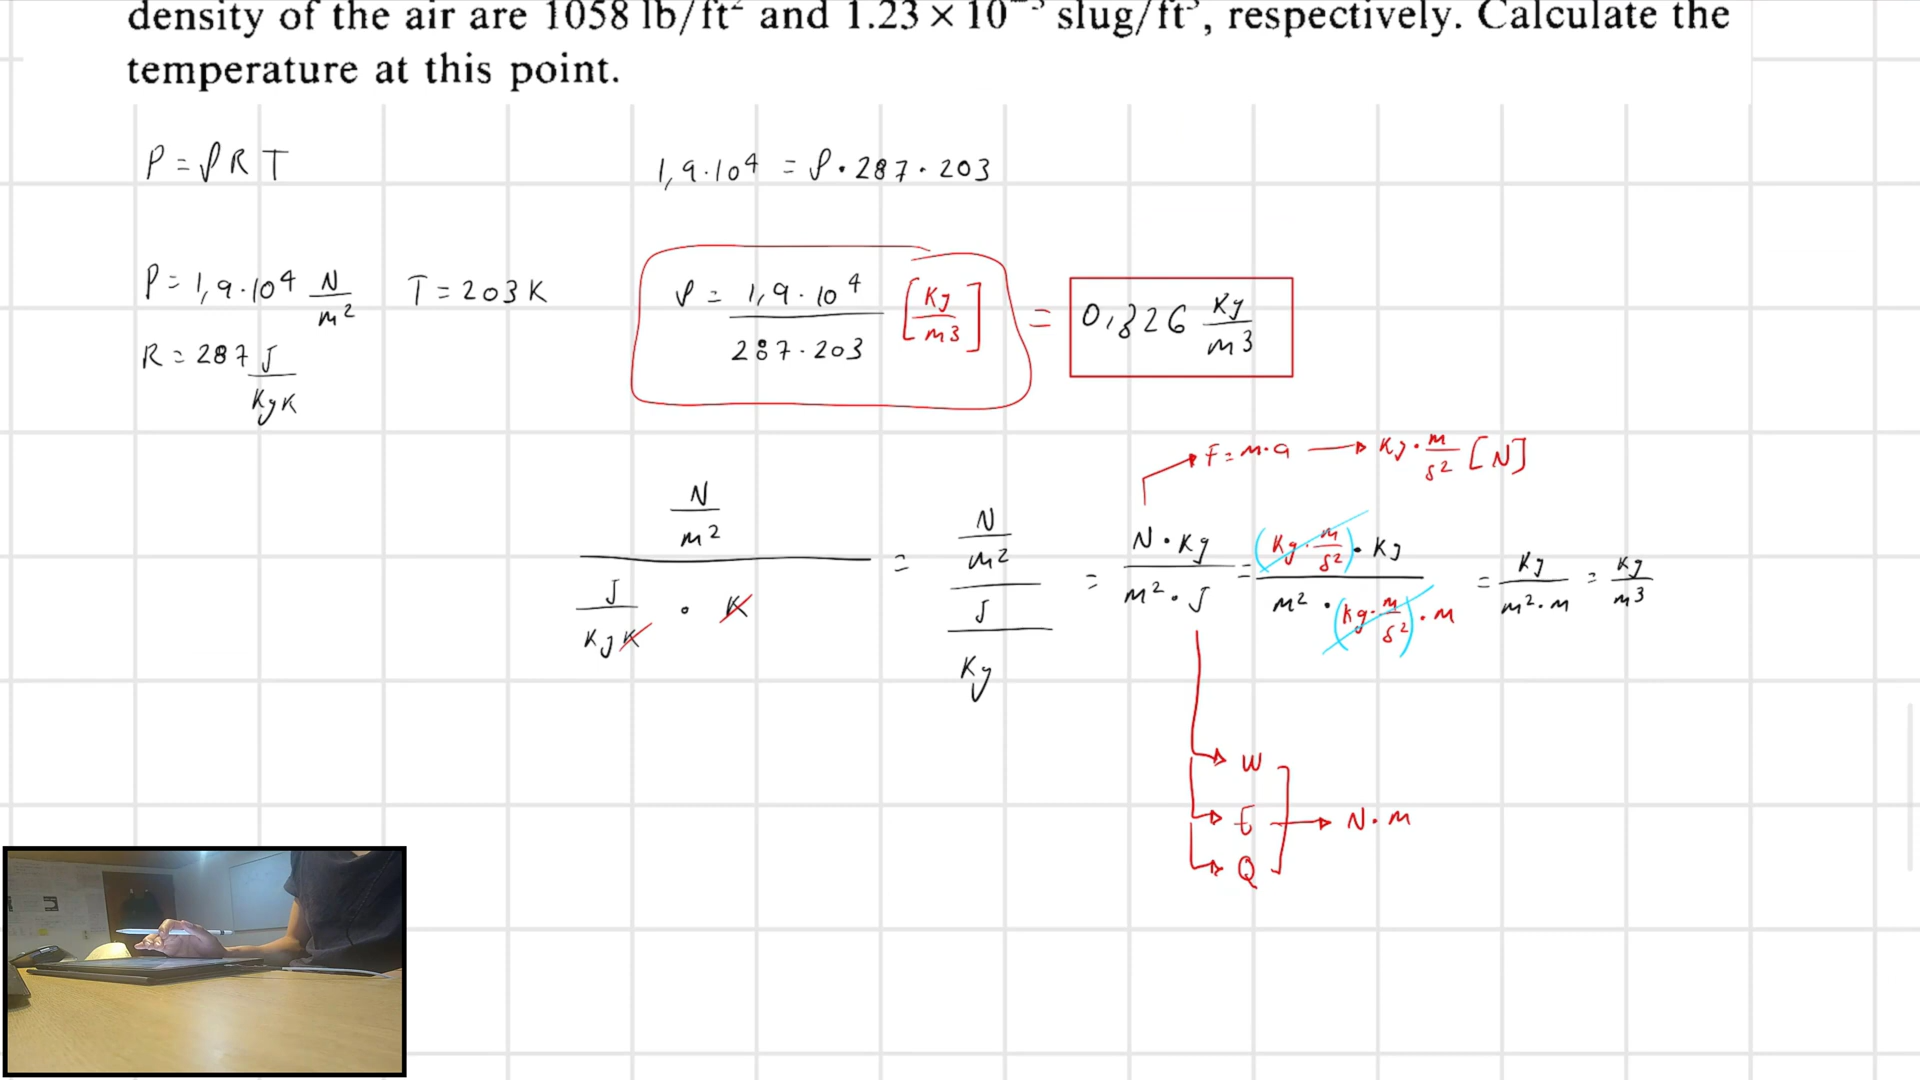 density of the air are 1058 lb/ft² and 1.23 × 10⁻³ slug/ft³, respectively. Calculate the
temperature at this point.
P = ρ R T
1,9·10⁴ = ρ · 287 · 203
P = 1,9·10⁴ N/m² T = 203 K
R = 287 J/KgK
ρ = 1,9·10⁴ / 287·203 [Kg/m3] = 0,326 Kg/m3
F = m·a → Kg · m/s² [N]
N/m² / J/KgK · K = N/m² / J/Kg = N·Kg / m²·J = (Kg·m/s²)·Kg / m²·(kg·m/s²)·m = Kg / m²·m = Kg/m3
W
E → N·m
Q